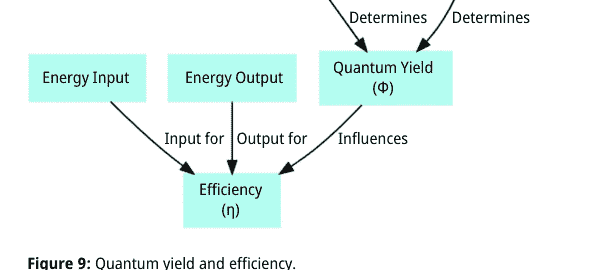 Determines Determines
Energy Input Energy Output Quantum Yield
(Φ)
Input for Output for Influences
Efficiency
(η)
Figure 9: Quantum yield and efficiency.